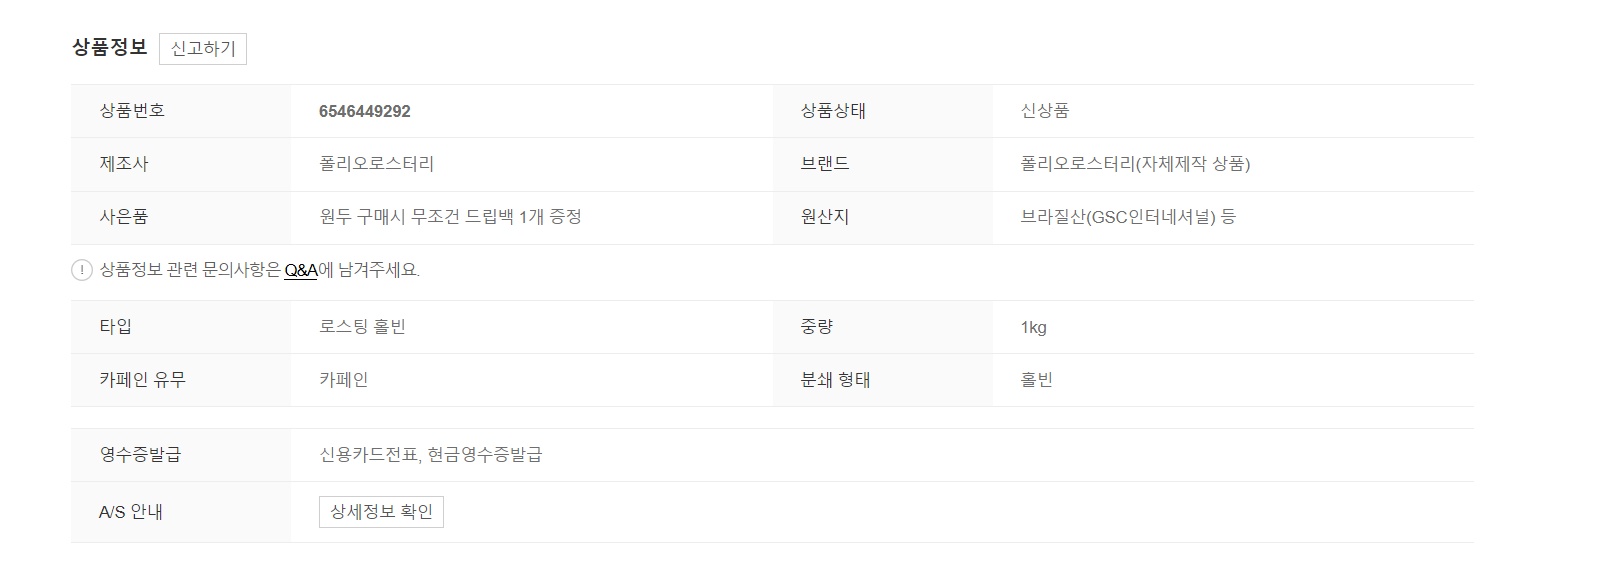 상품정보 신고하기
상품번호 6546449292 상품상태 신상품
제조사 폴리오로스터리 브랜드 폴리오로스터리(자체제작 상품)
사은품 원두 구매시 무조건 드립백 1개 증정 원산지 브라질산(GSC인터네셔널) 등
! 상품정보 관련 문의사항은 Q&A에 남겨주세요.
타입 로스팅 홀빈 중량 1kg
카페인 유무 카페인 분쇄 형태 홀빈
영수증발급 신용카드전표, 현금영수증발급
A/S 안내 상세정보 확인